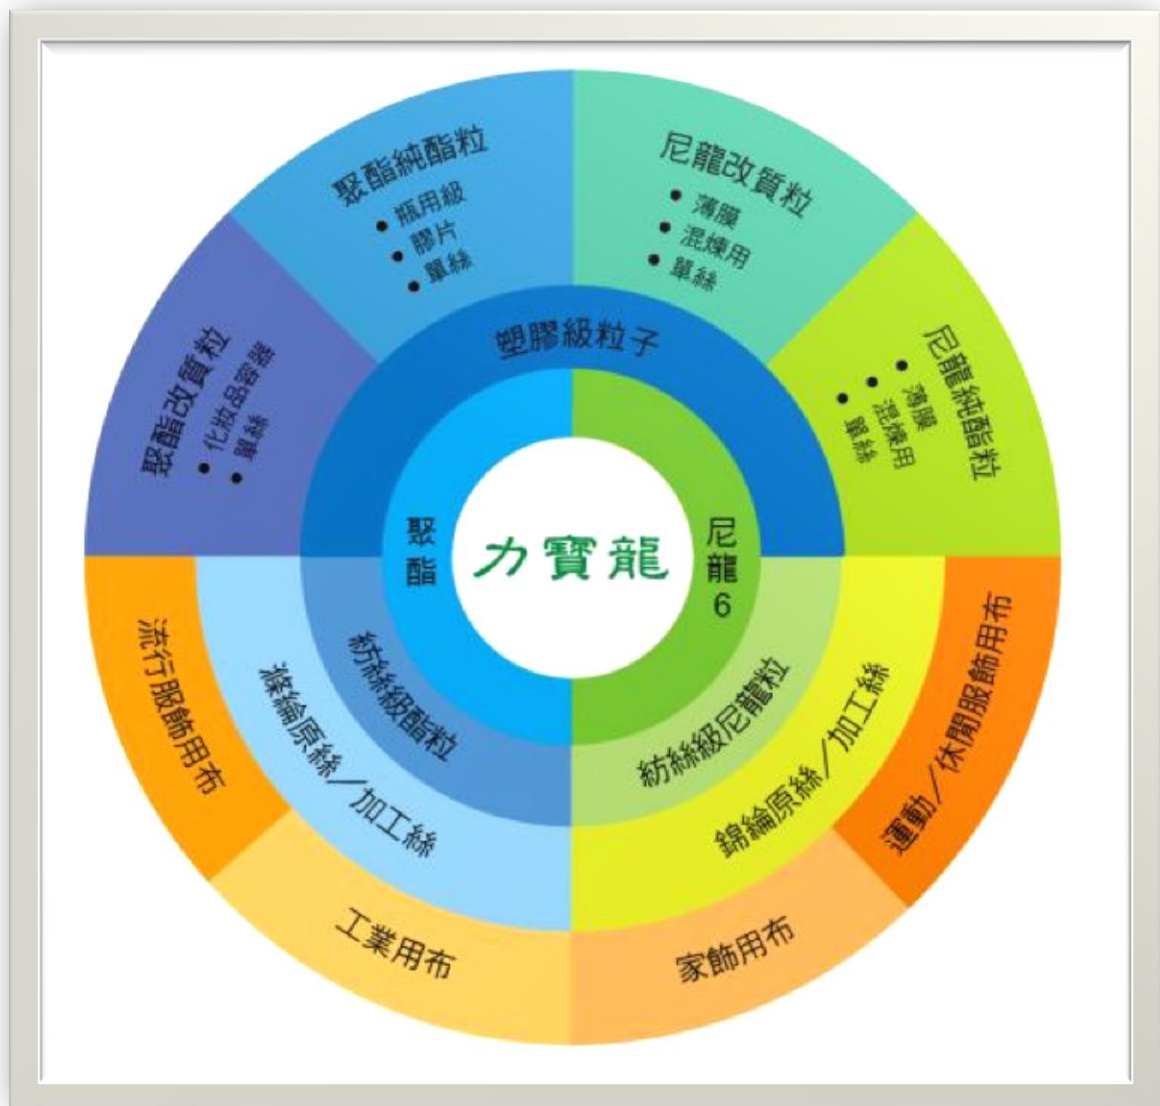 聚酯純酯粒
• 瓶用級
• 膠片
• 單絲
尼龍改質粒
• 薄膜
• 混煉用
• 單絲
聚酯改質粒
• 化妝品容器
• 單絲
尼龍純酯粒
• 薄膜
• 混煉用
• 單絲
塑膠級粒子
聚酯
力寶龍
尼龍6
紡絲級酯粒
紡絲級尼龍粒
滌綸原絲/加工絲
錦綸原絲/加工絲
流行服飾用布
運動/休閒服飾用布
工業用布
家飾用布